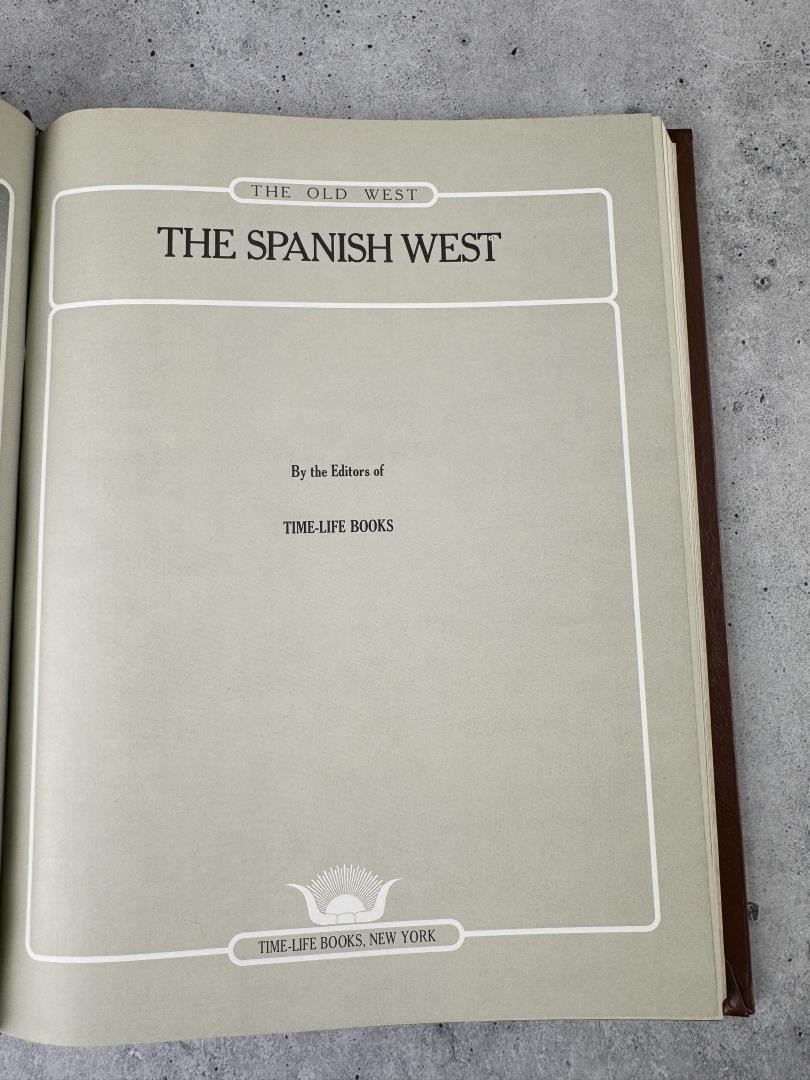 THE OLD WEST
THE SPANISH WEST
By the Editors of
TIME-LIFE BOOKS
TIME-LIFE BOOKS, NEW YORK